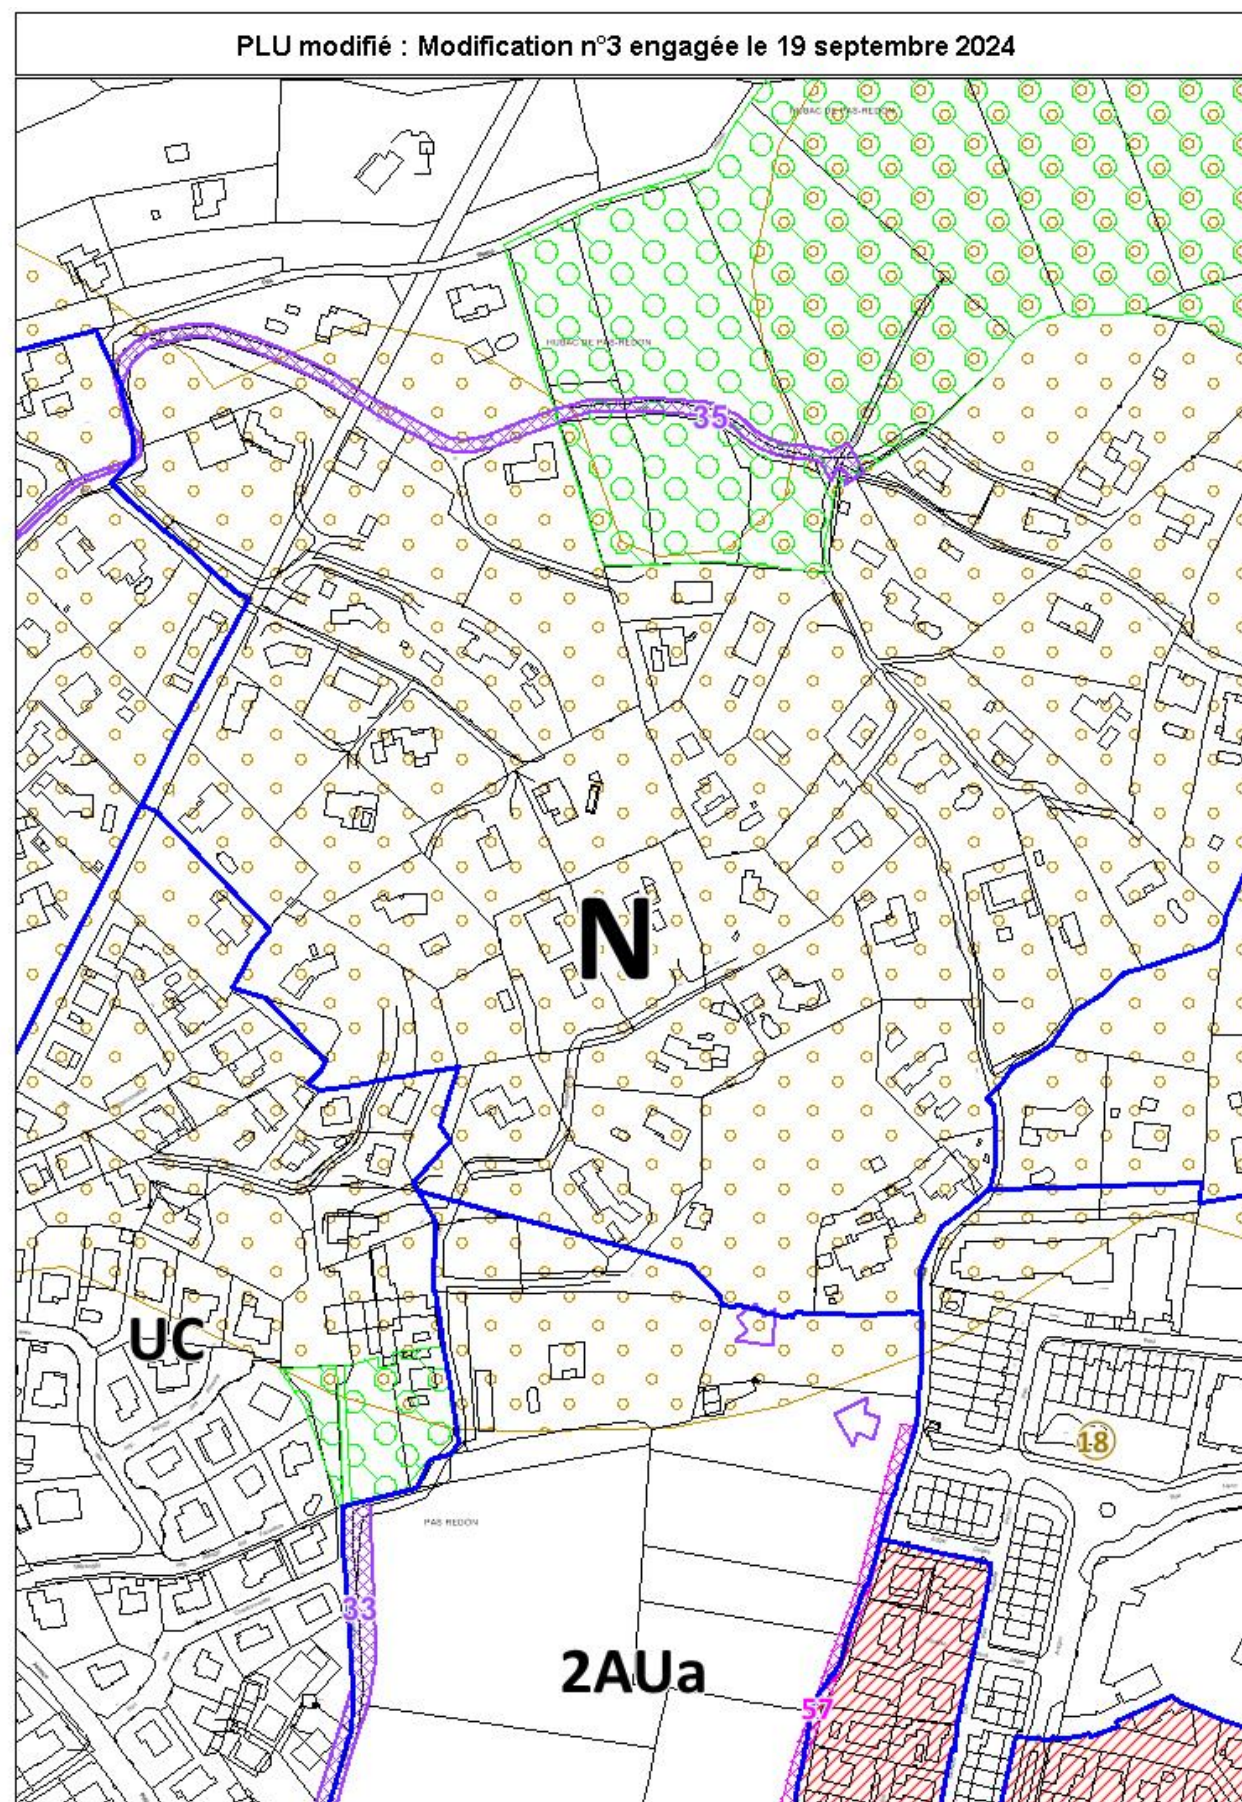 PLU modifié : Modification n°3 engagée le 19 septembre 2024
HUBAC DE PAS-REDON
HUBAC DE PAS-REDON
35
N
UC
18
PAS REDON
33
2AUa
57